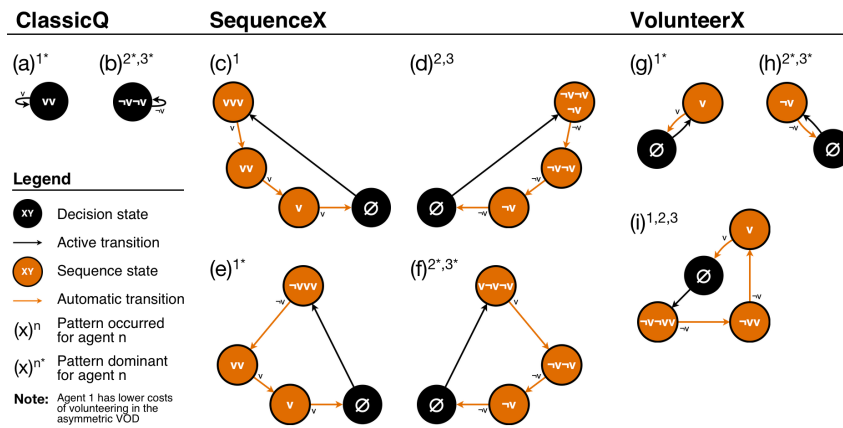 ClassicQ SequenceX VolunteerX
(a)1* (b)2*,3* (c)1 (d)2,3 (g)1* (h)2*,3*
v vv ¬v¬v ¬v
vvv v vv v v v Ø
¬v¬v ¬v ¬v ¬v¬v ¬v ¬v ¬v Ø
v v Ø
¬v ¬v Ø
Legend
XY Decision state
Active transition
XY Sequence state
Automatic transition
(x)n Pattern occurred
for agent n
(x)n* Pattern dominant
for agent n
Note: Agent 1 has lower costs
of volunteering in the
asymmetric VOD
(e)1* (f)2*,3* (i)1,2,3
¬vvv ¬v vv v v v Ø
v¬v¬v v ¬v¬v ¬v ¬v ¬v Ø
v v Ø ¬v¬vv ¬v ¬vv ¬v